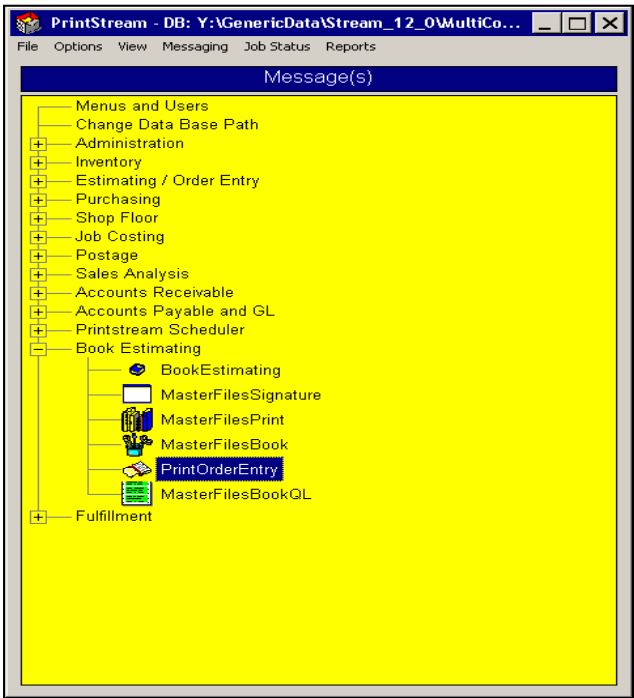 PrintStream - DB: Y:\GenericData\Stream_12_0\MultiCo...
File Options View Messaging Job Status Reports
Message(s)
Menus and Users
Change Data Base Path
Administration
Inventory
Estimating / Order Entry
Purchasing
Shop Floor
Job Costing
Postage
Sales Analysis
Accounts Receivable
Accounts Payable and GL
Printstream Scheduler
Book Estimating
BookEstimating
MasterFilesSignature
MasterFilesPrint
MasterFilesBook
PrintOrderEntry
MasterFilesBookQL
Fulfillment